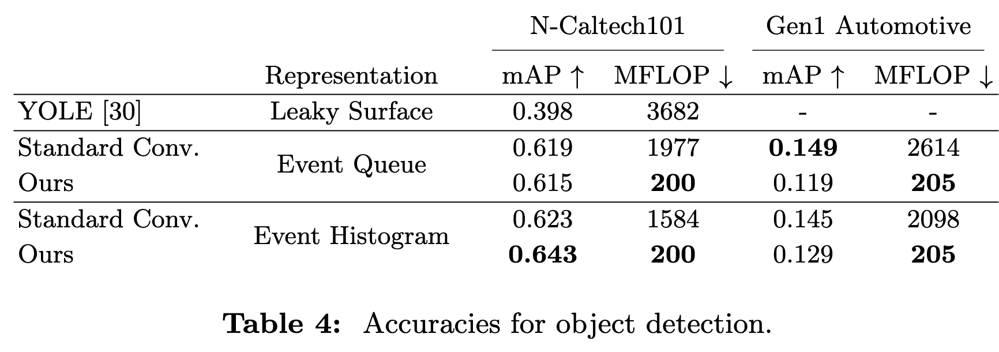 N-Caltech101 Gen1 Automotive
Representation mAP ↑ MFLOP ↓ mAP ↑ MFLOP ↓
YOLE [30] Leaky Surface 0.398 3682 - -
Standard Conv. 0.619 1977 0.149 2614
Event Queue
Ours 0.615 200 0.119 205
Standard Conv. 0.623 1584 0.145 2098
Event Histogram
Ours 0.643 200 0.129 205
Table 4: Accuracies for object detection.